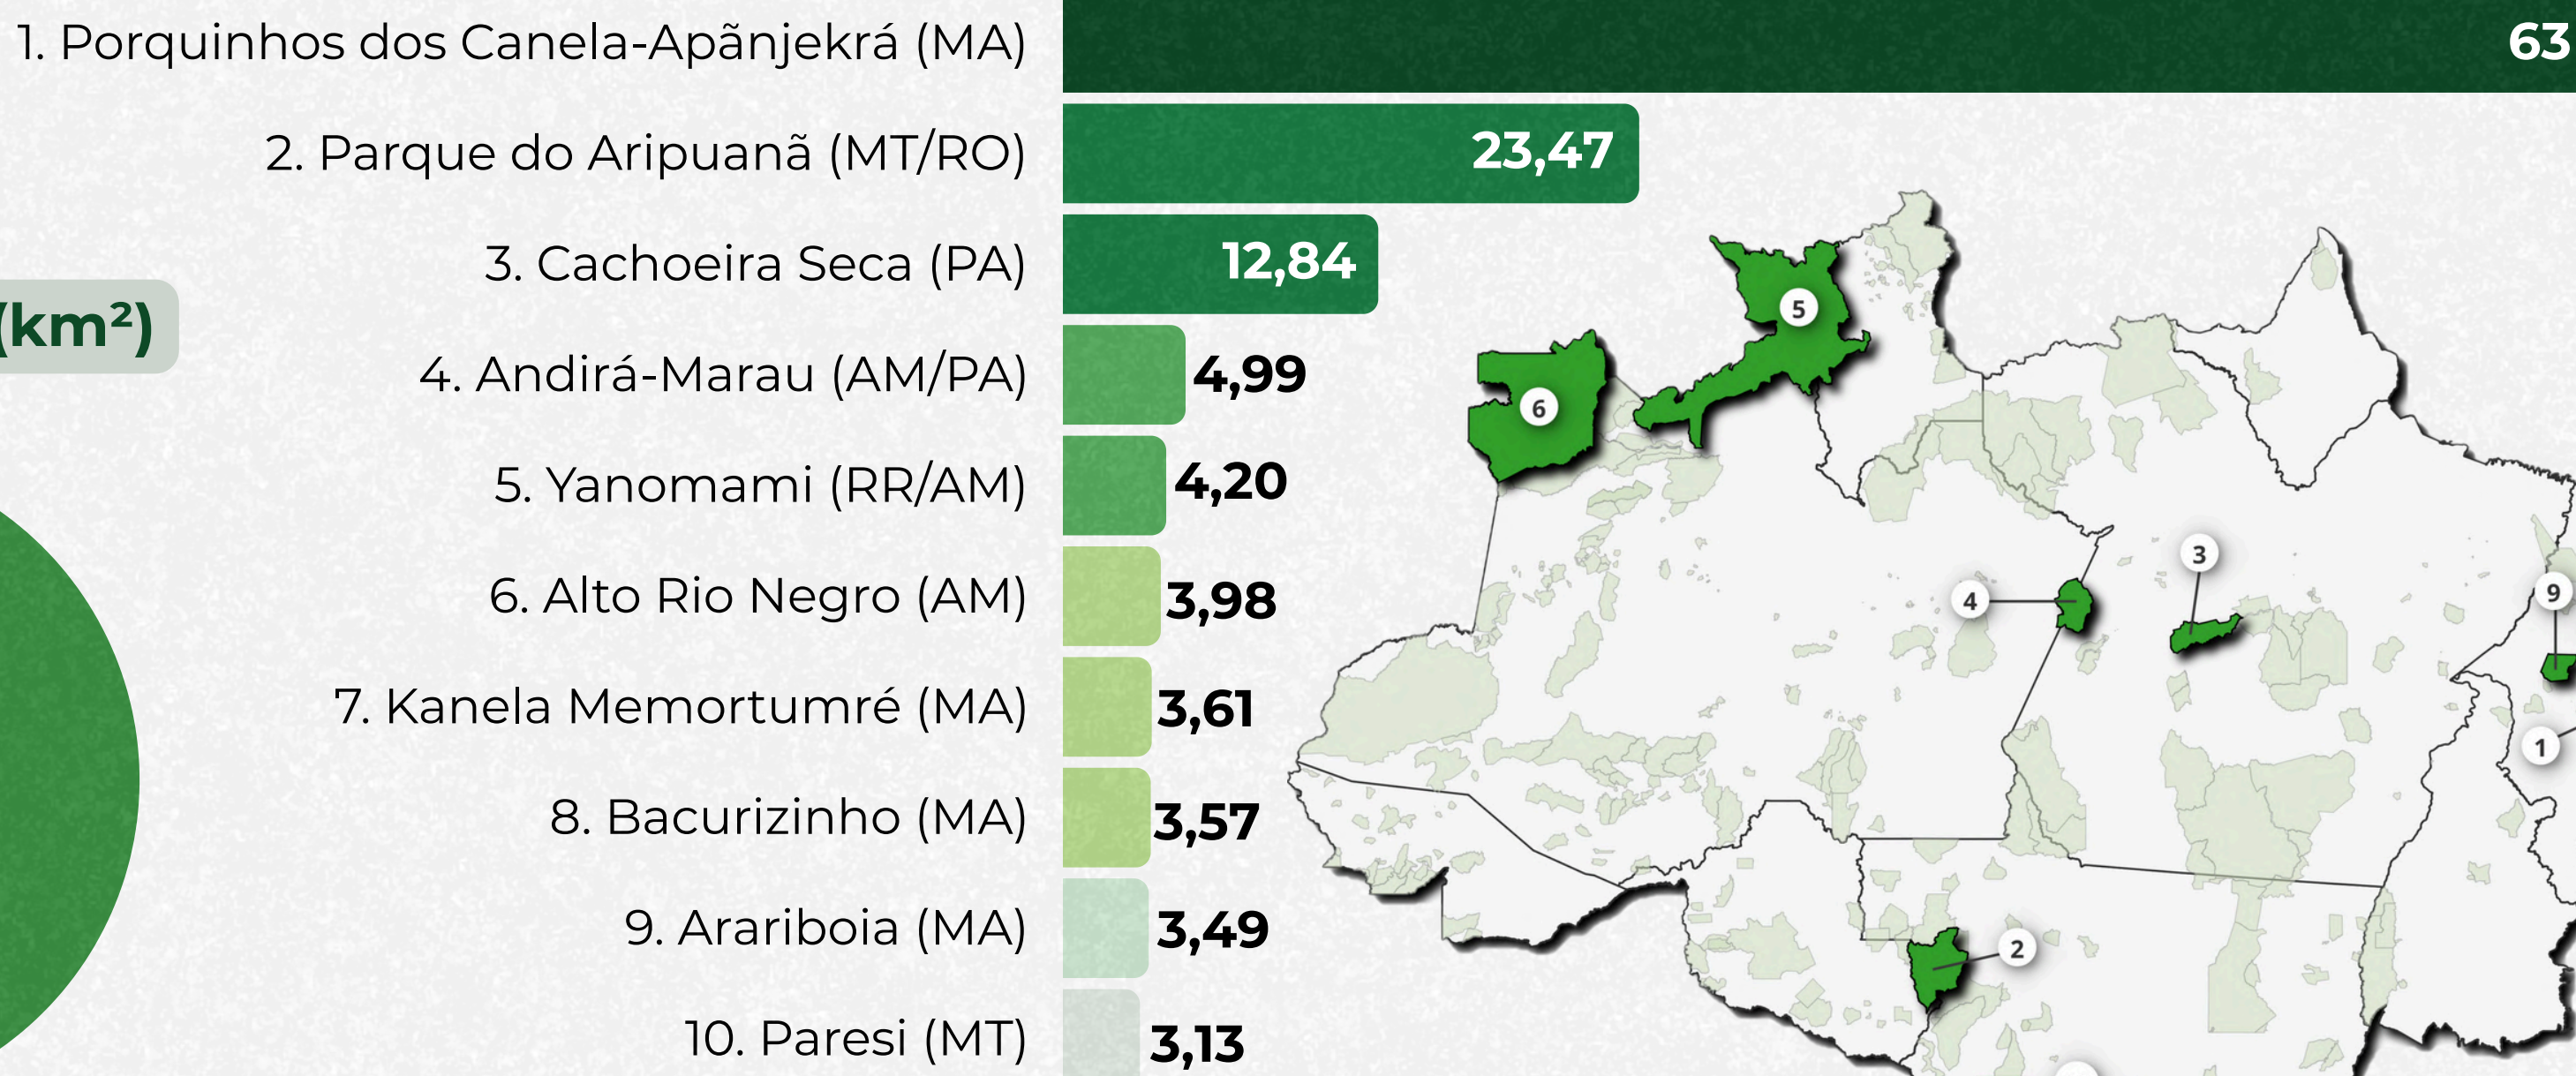 1. Porquinhos dos Canela-Apãnjekrá (MA)
63
2. Parque do Aripuanã (MT/RO)
23,47
3. Cachoeira Seca (PA)
12,84
(km²)
4. Andirá-Marau (AM/PA)
4,99
5. Yanomami (RR/AM)
4,20
6. Alto Rio Negro (AM)
3,98
7. Kanela Memortumré (MA)
3,61
8. Bacurizinho (MA)
3,57
9. Arariboia (MA)
3,49
10. Paresi (MT)
3,13
5
6
3
4
9
1
2